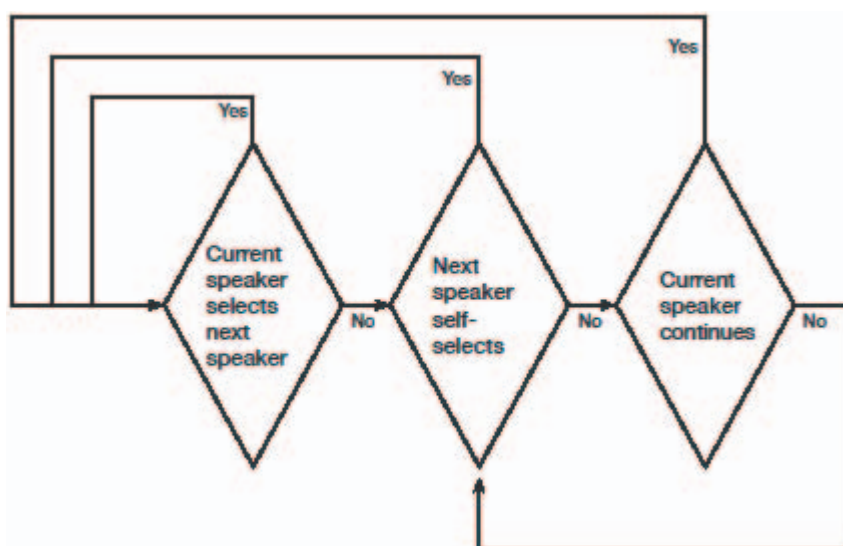 Yes
Yes
Yes
Current
speaker
selects
next
speaker
No
Next
speaker
self-
selects
No
Current
speaker
continues
No